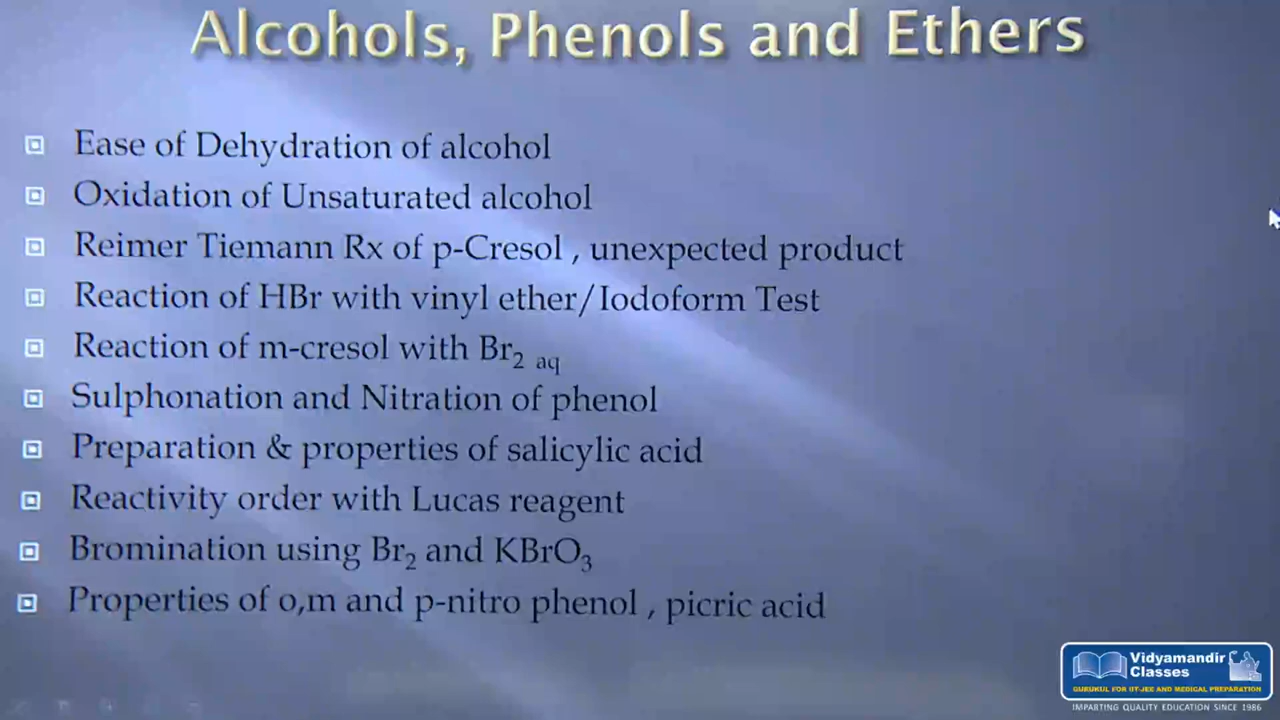 Alcohols, Phenols and Ethers
Ease of Dehydration of alcohol
Oxidation of Unsaturated alcohol
Reimer Tiemann Rx of p-Cresol , unexpected product
Reaction of HBr with vinyl ether/Iodoform Test
Reaction of m-cresol with Br2 aq
Sulphonation and Nitration of phenol
Preparation & properties of salicylic acid
Reactivity order with Lucas reagent
Bromination using Br2 and KBrO3
Properties of o,m and p-nitro phenol , picric acid
Vidyamandir
Classes
GURUKUL FOR IIT-JEE AND MEDICAL PREPARATION
IMPARTING QUALITY EDUCATION SINCE 1986